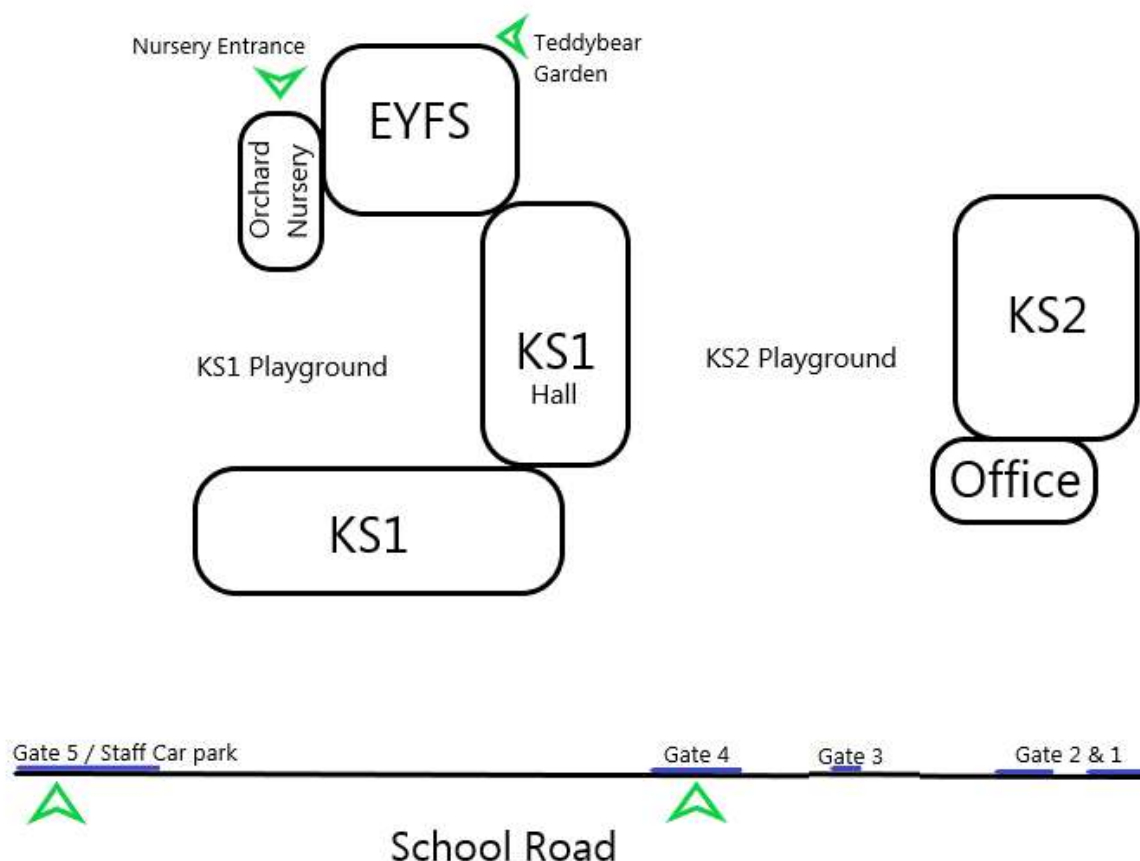 Nursery Entrance
Teddybear
Garden
EYFS
Orchard
Nursery
KS1
Hall
KS2
KS1 Playground
KS2 Playground
Office
KS1
Gate 5 / Staff Car park
Gate 4
Gate 3
Gate 2 & 1
School Road